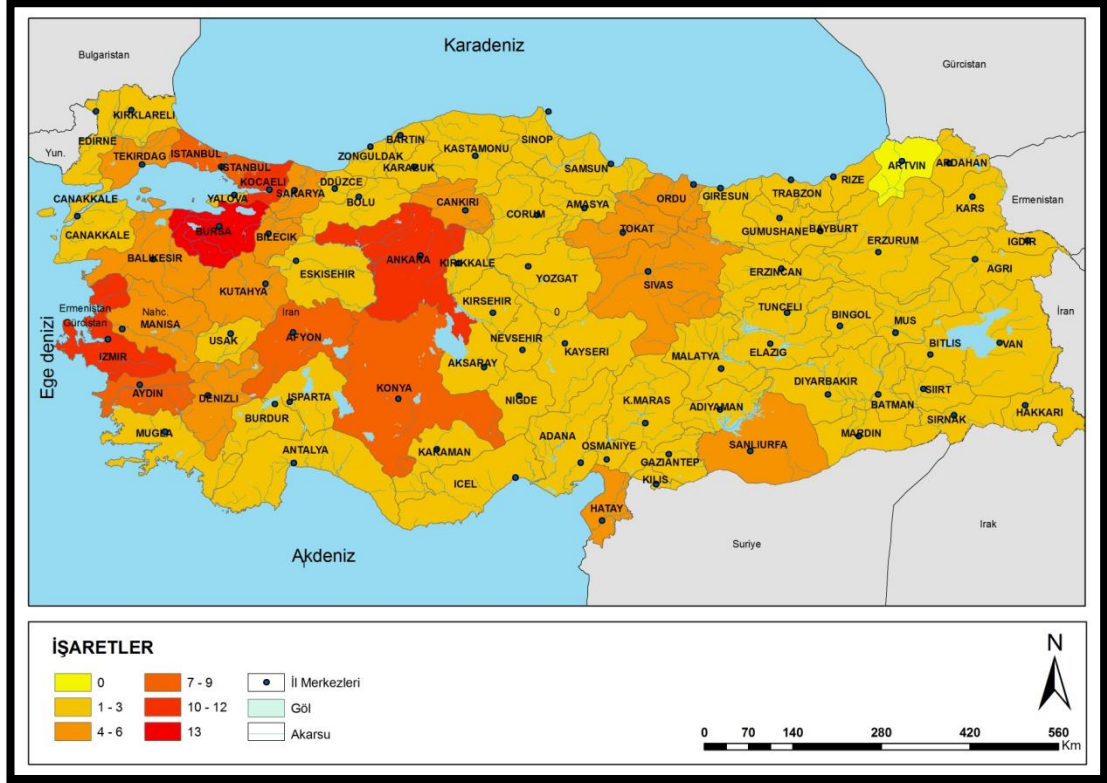 Karadeniz
Bulgaristan
Gürcistan
KIRKLARELI
EDIRNE
Yun.
TEKIRDAG
ISTANBUL
ISTANBUL
KOCAELI
YALOVA
SAKARYA
DDÜZCE
ZONGULDAK
BARTIN
KARABUK
KASTAMONU
SINOP
SAMSUN
BOLU
CANKIRI
CORUM
AMASYA
ORDU
GIRESUN
TRABZON
RIZE
ARTVIN
ARDAHAN
KARS
Ermenistan
IGDIR
CANAKKALE
CANAKKALE
BURSA
BILECIK
BALIKESIR
ESKISEHIR
ANKARA
KIRIKKALE
YOZGAT
TOKAT
SIVAS
GUMUSHANE
BAYBURT
ERZURUM
ERZINCAN
AGRI
KUTAHYA
Ermenistan
Gürcistan
Nahc.
MANISA
Iran
USAK
AFYON
KIRSEHIR
NEVSEHIR
0
KAYSERI
TUNCELI
BINGOL
MUS
BITLIS
VAN
İran
Ege denizi
IZMIR
AYDIN
DENIZLI
ISPARTA
BURDUR
KONYA
AKSARAY
NIGDE
MALATYA
ELAZIG
DIYARBAKIR
SIIRT
BATMAN
SIRNAK
HAKKARI
MUGLA
ANTALYA
KARAMAN
ICEL
ADANA
K.MARAS
OSMANIYE
ADIYAMAN
GAZIANTEP
KILIS
SANLIURFA
MARDIN
HATAY
Akdeniz
Suriye
Irak
İŞARETLER
0
1 - 3
4 - 6
7 - 9
10 - 12
13
İl Merkezleri
Göl
Akarsu
N
0 70 140 280 420 560
Km